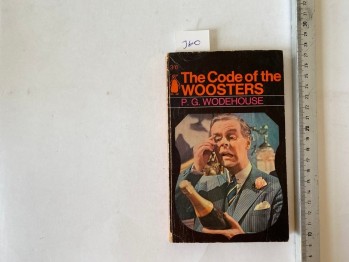 The Code of the
WOOSTERS
P. G. WODEHOUSE